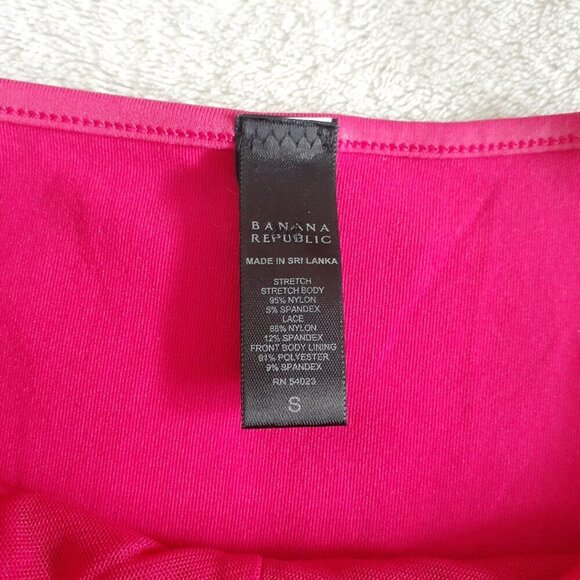 BANANA
REPUBLIC
MADE IN SRI LANKA
STRETCH
STRETCH BODY
95% NYLON
5% SPANDEX
LACE
88% NYLON
12% SPANDEX
FRONT BODY LINING
91% POLYESTER
9% SPANDEX
RN 54023
S